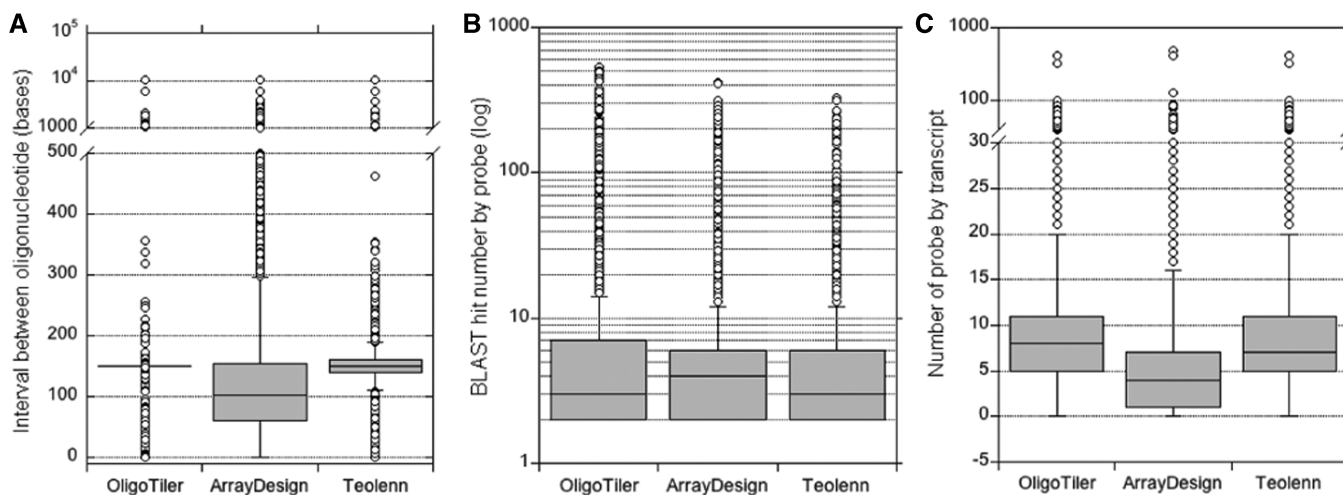 A
Interval between oligonucleotide (bases)
10^5
10^4
1000
500
400
300
200
100
0
OligoTiler ArrayDesign Teolenn
B
BLAST hit number by probe (log)
1000
100
10
1
OligoTiler ArrayDesign Teolenn
C
Number of probe by transcript
1000
100
30
25
20
15
10
5
0
-5
OligoTiler ArrayDesign Teolenn